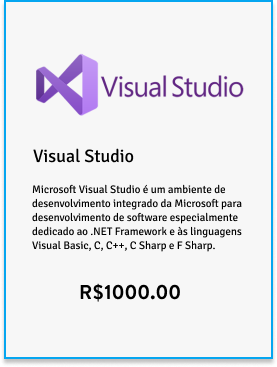 Visual Studio
Visual Studio
Microsoft Visual Studio é um ambiente de
desenvolvimento integrado da Microsoft para
desenvolvimento de software especialmente
dedicado ao .NET Framework e às linguagens
Visual Basic, C, C++, C Sharp e F Sharp.
R$1000.00